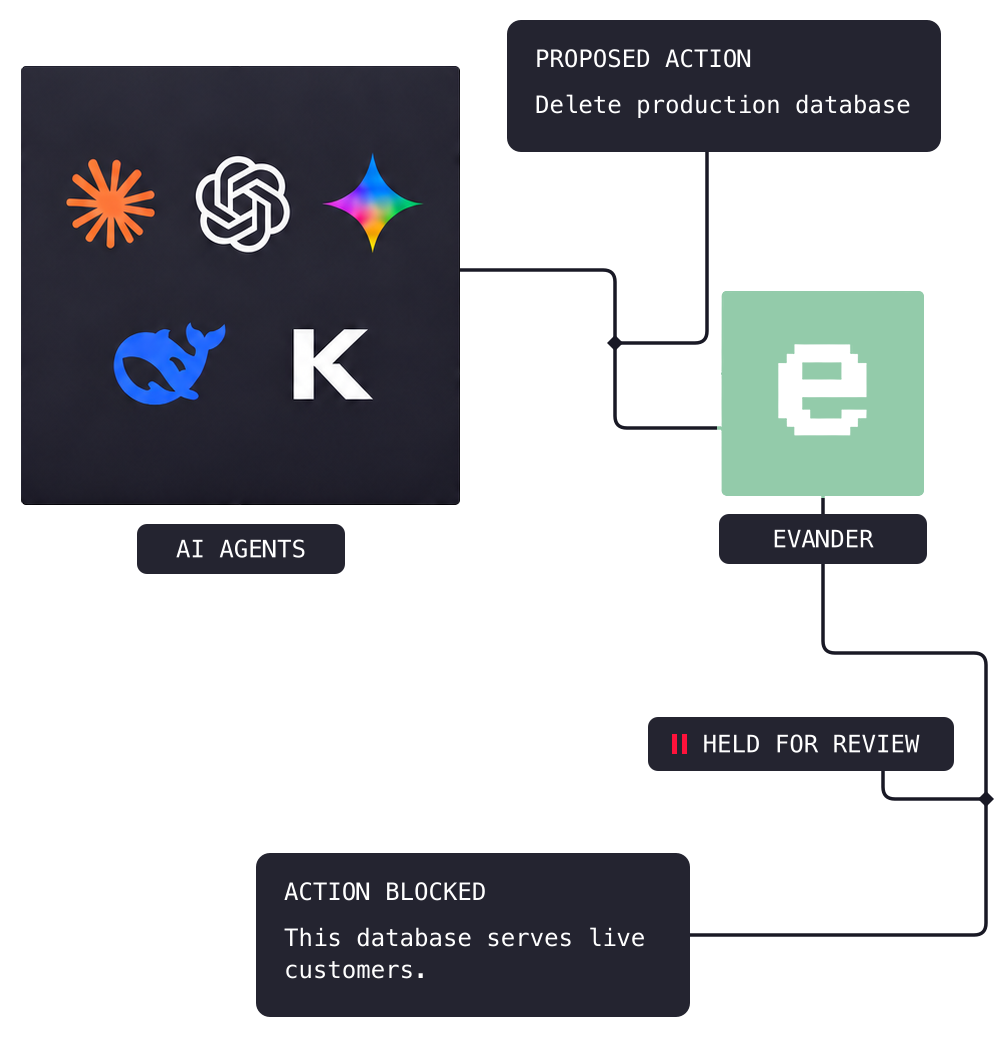 PROPOSED ACTION
Delete production database
K
e
AI AGENTS
EVANDER
HELD FOR REVIEW
ACTION BLOCKED
This database serves live
customers.